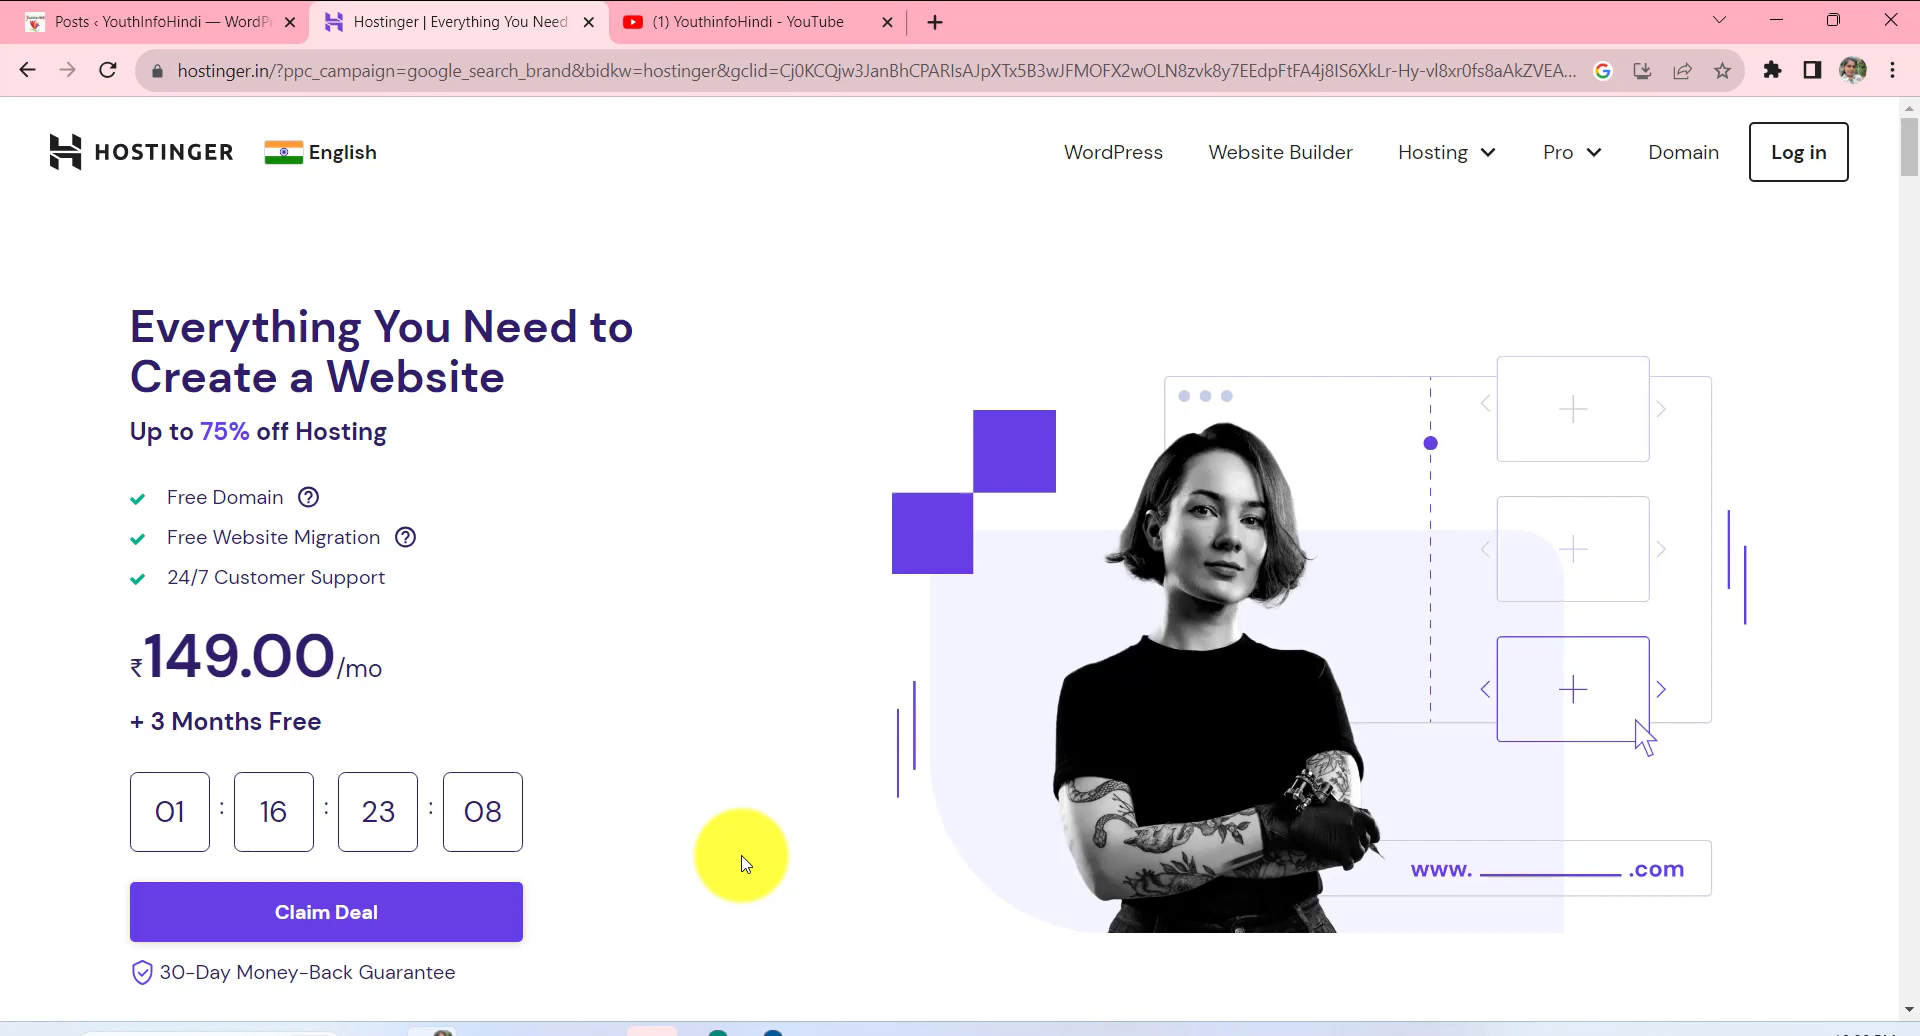 Posts ‹ YouthInfoHindi — WordPr
Hostinger | Everything You Need
(1) YouthinfoHindi - YouTube
hostinger.in/?ppc_campaign=google_search_brand&bidkw=hostinger&gclid=Cj0KCQjw3JanBhCPARIsAJpXTx5B3wJFMOFX2wOLN8zvk8y7EEdpFtFA4j8IS6XkLr-Hy-vl8xr0fs8aAkZVEA...
HOSTINGER
English
WordPress
Website Builder
Hosting
Pro
Domain
Log in
Everything You Need to
Create a Website
Up to 75% off Hosting
Free Domain
Free Website Migration
24/7 Customer Support
₹149.00/mo
+ 3 Months Free
01 : 16 : 23 : 08
Claim Deal
30-Day Money-Back Guarantee
www. ________ .com